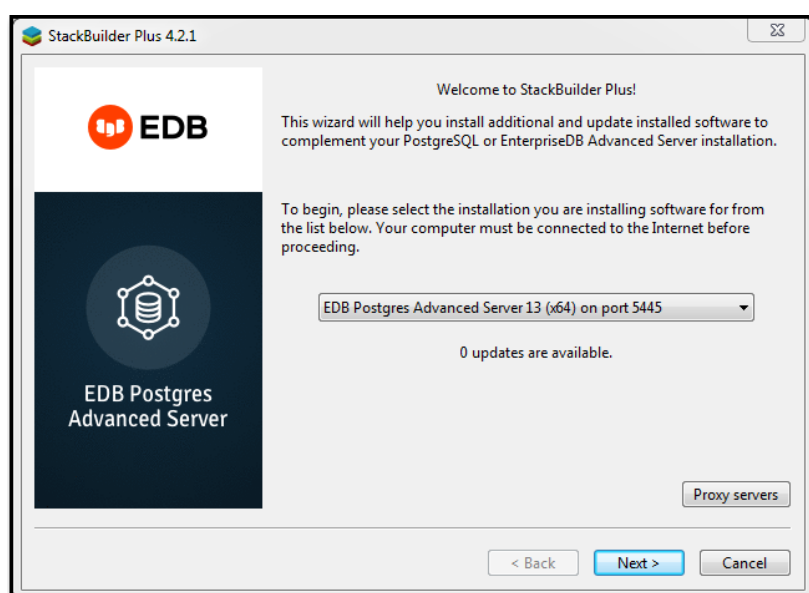 StackBuilder Plus 4.2.1
EDB
EDB Postgres
Advanced Server
Welcome to StackBuilder Plus!
This wizard will help you install additional and update installed software to
complement your PostgreSQL or EnterpriseDB Advanced Server installation.
To begin, please select the installation you are installing software for from
the list below. Your computer must be connected to the Internet before
proceeding.
EDB Postgres Advanced Server 13 (x64) on port 5445
0 updates are available.
Proxy servers
< Back Next > Cancel